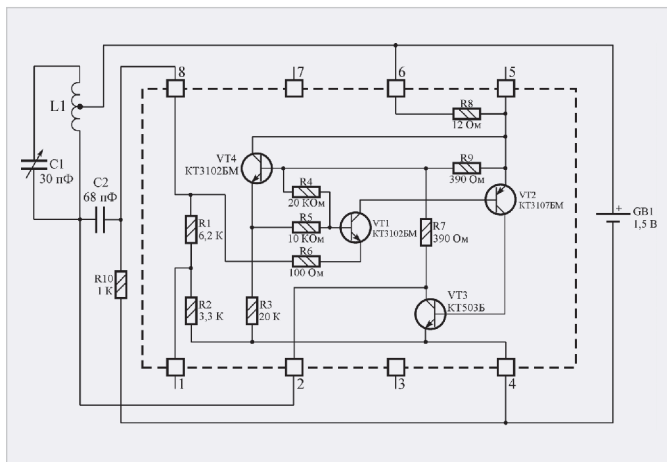 8
7
6
5
L1
C1
30 пФ
C2
68 пФ
R10
1 К
R1
6,2 К
R2
3,3 К
R3
20 К
VT4
КТ3102БМ
R4
20 КОм
R5
10 КОм
R6
100 Ом
VT1
КТ3102БМ
R7
390 Ом
R8
12 Ом
R9
390 Ом
VT2
КТ3107БМ
VT3
КТ503Б
+
GB1
1,5 В
1
2
3
4